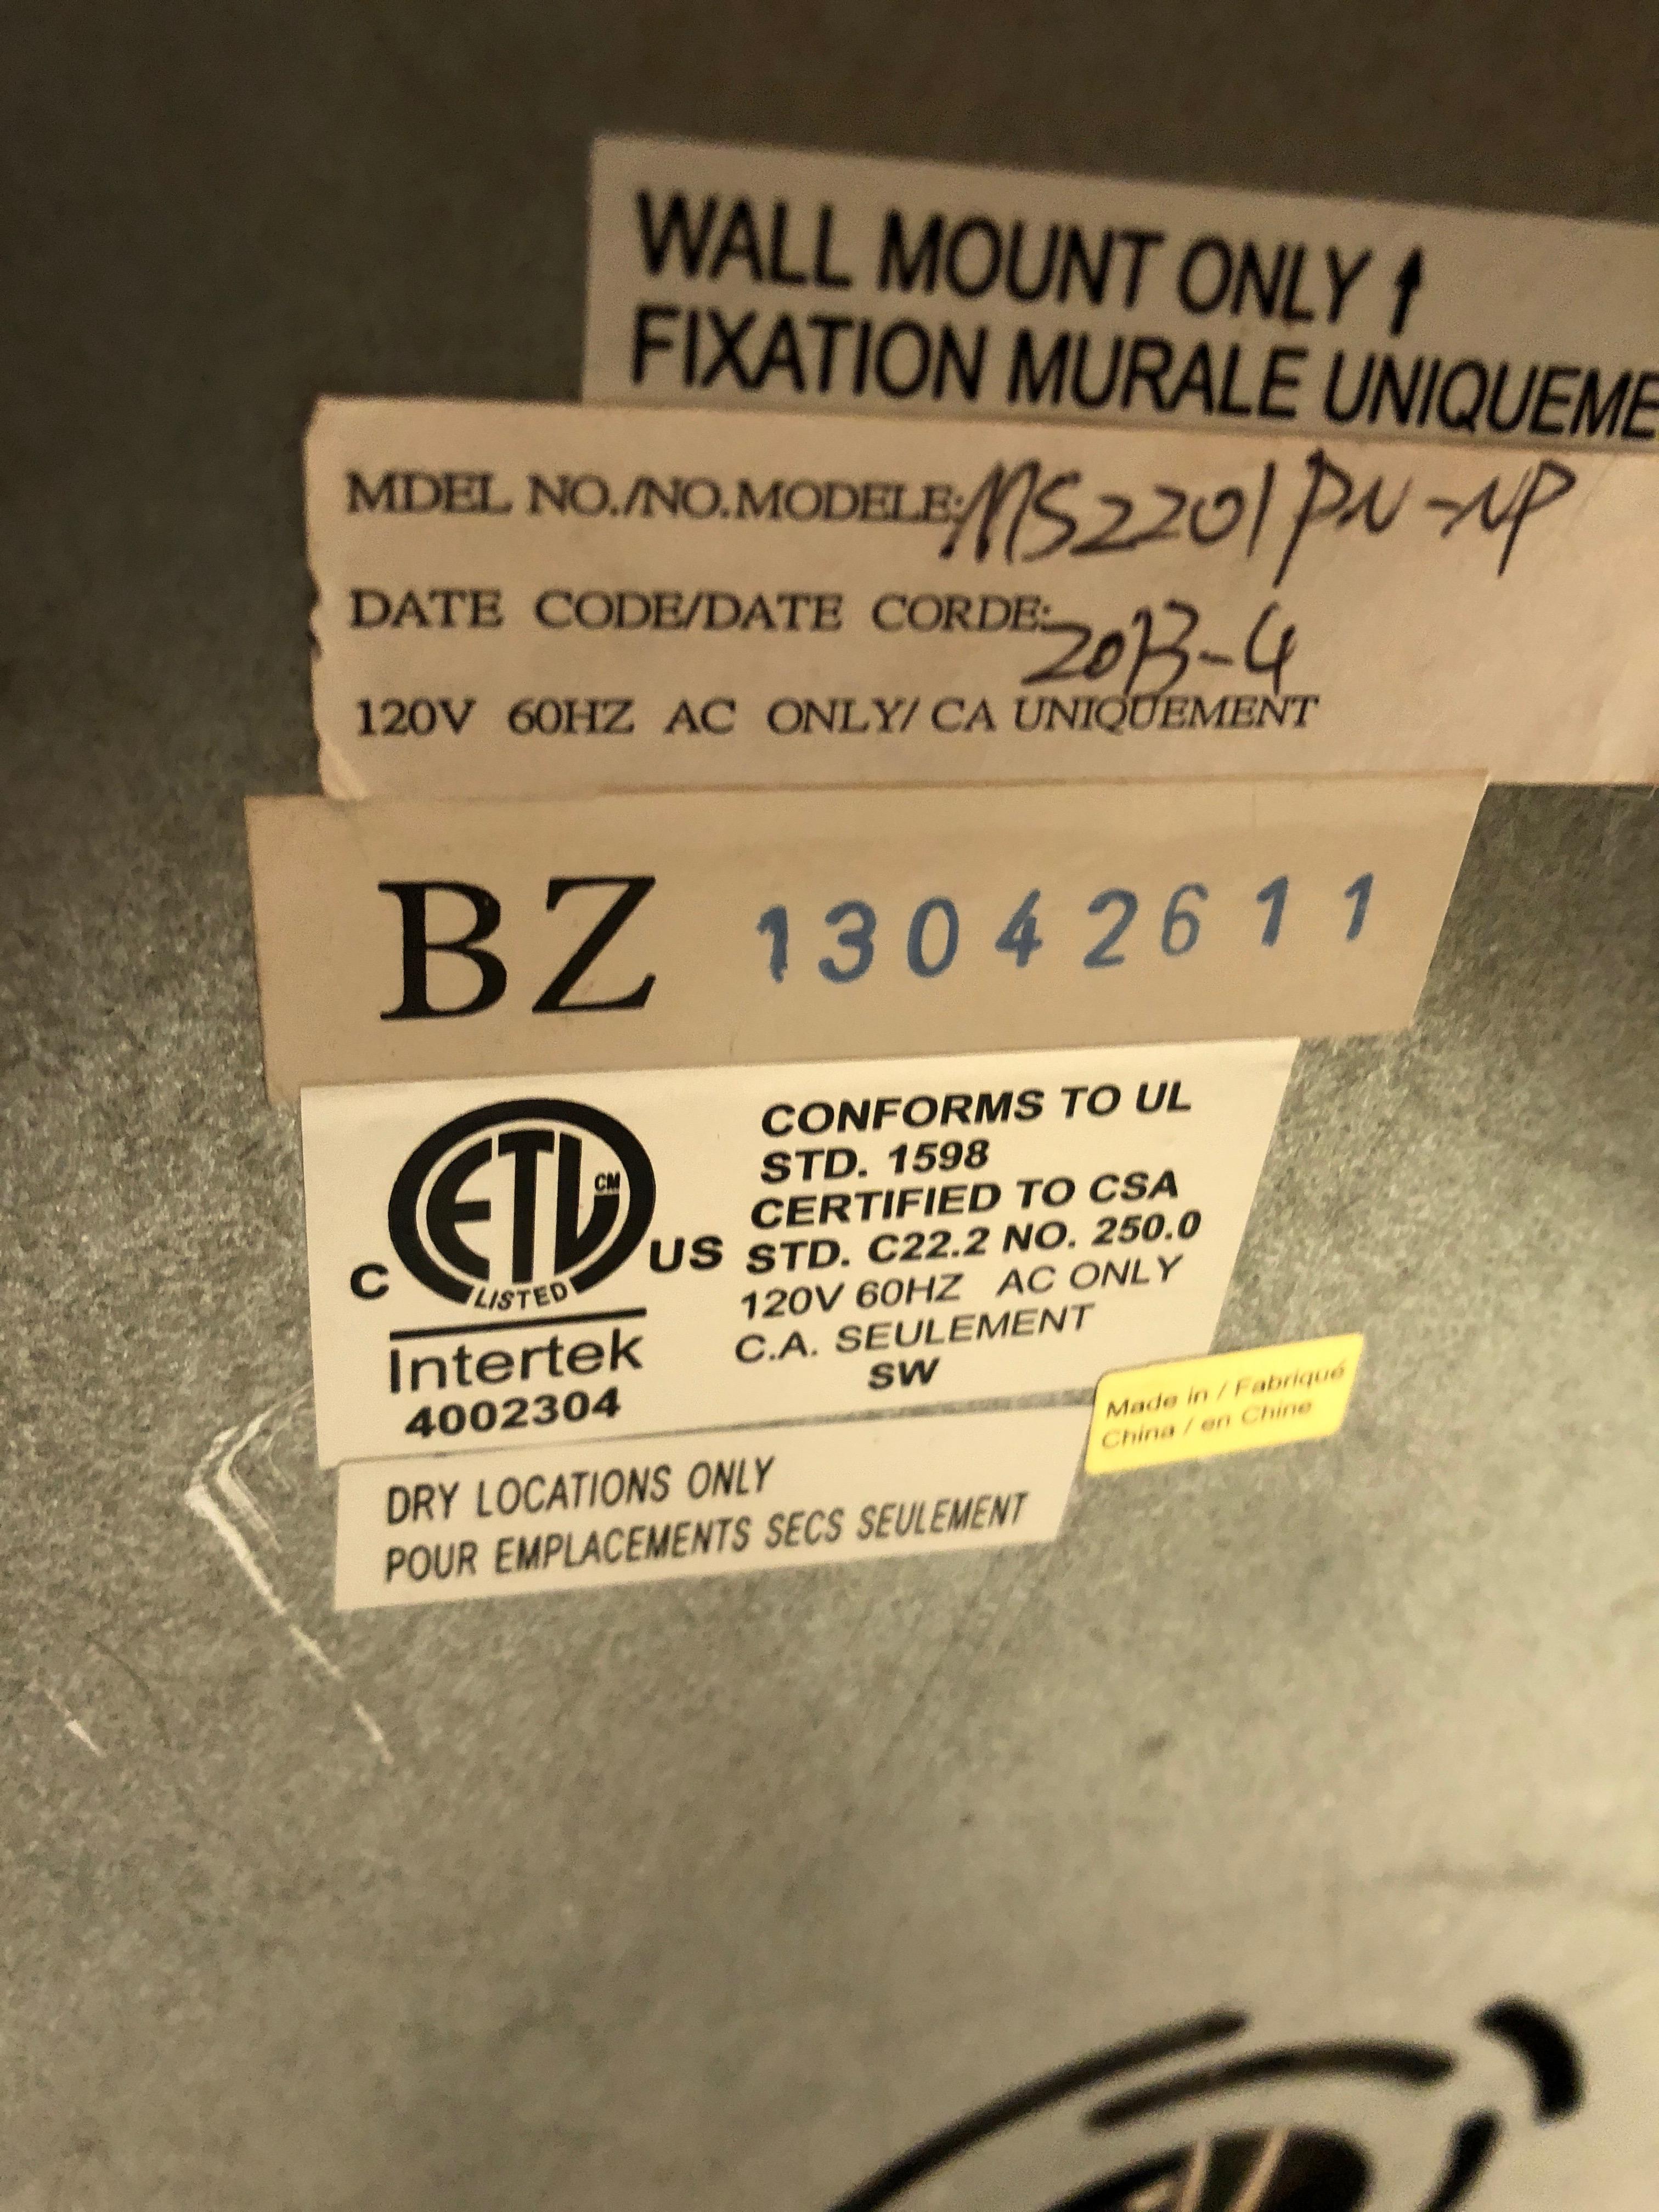 WALL MOUNT ONLY ↑
FIXATION MURALE UNIQUEME
MDEL NO./NO.MODELE: MS2201PN-NP
DATE CODE/DATE CORDE: 2013-4
120V 60HZ AC ONLY/ CA UNIQUEMENT
BZ 13042611
ETL CM
LISTED
C US
Intertek
4002304
CONFORMS TO UL
STD. 1598
CERTIFIED TO CSA
STD. C22.2 NO. 250.0
120V 60HZ AC ONLY
C.A. SEULEMENT
SW
Made in / Fabriqué
China / en Chine
DRY LOCATIONS ONLY
POUR EMPLACEMENTS SECS SEULEMENT